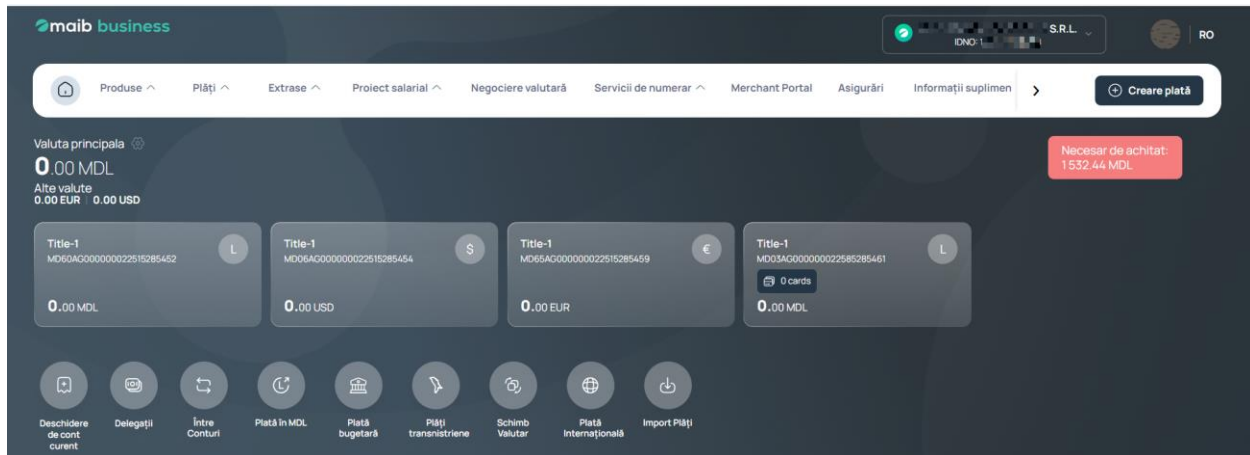 maib business
S.R.L.
IDNO: 1
RO
Produse
Plăți
Extrase
Proiect salarial
Negociere valutară
Servicii de numerar
Merchant Portal
Asigurări
Informații suplimen
Creare plată
Valuta principala
0.00 MDL
Alte valute
0.00 EUR | 0.00 USD
Necesar de achitat:
1 532.44 MDL
Title-1
MD60AG000000022515285452
L
0.00 MDL
Title-1
MD06AG000000022515285454
$
0.00 USD
Title-1
MD65AG000000022515285459
€
0.00 EUR
Title-1
MD03AG000000022585285461
L
0 cards
0.00 MDL
Deschidere
de cont
curent
Delegații
Între
Conturi
Plată în MDL
Plată
bugetară
Plăți
transnistriene
Schimb
Valutar
Plată
Internațională
Import Plăți